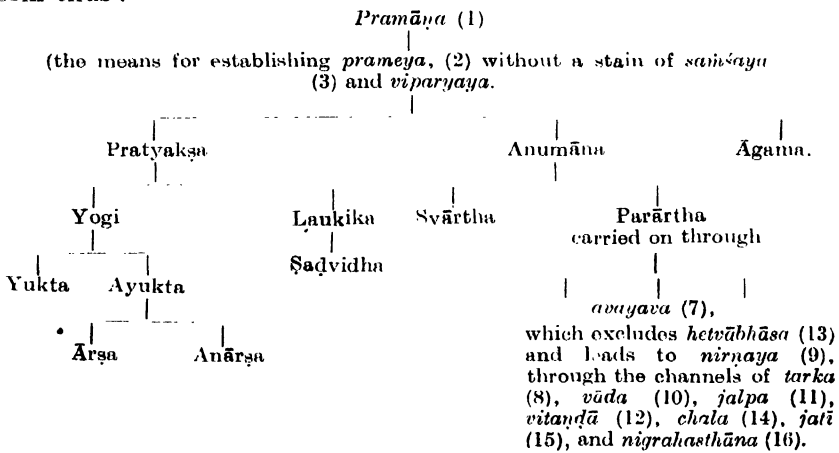 Pramāṇa (1)
(the means for establishing prameya, (2) without a stain of saṁśaya
(3) and viparyaya.
Pratyakṣa Anumāna Āgama.
Yogi Ḷaukika Svārtha Parārtha
carried on through
Yukta Ayukta Ṣaḍvidha
avayava (7),
Ārṣa Anārṣa which excludes hetvābhāsa (13)
and leads to nirṇaya (9),
through the channels of tarka
(8), vāda (10), jalpa (11),
vitaṇḍā (12), chala (14), jatī
(15), and nigrahasthāna (16).